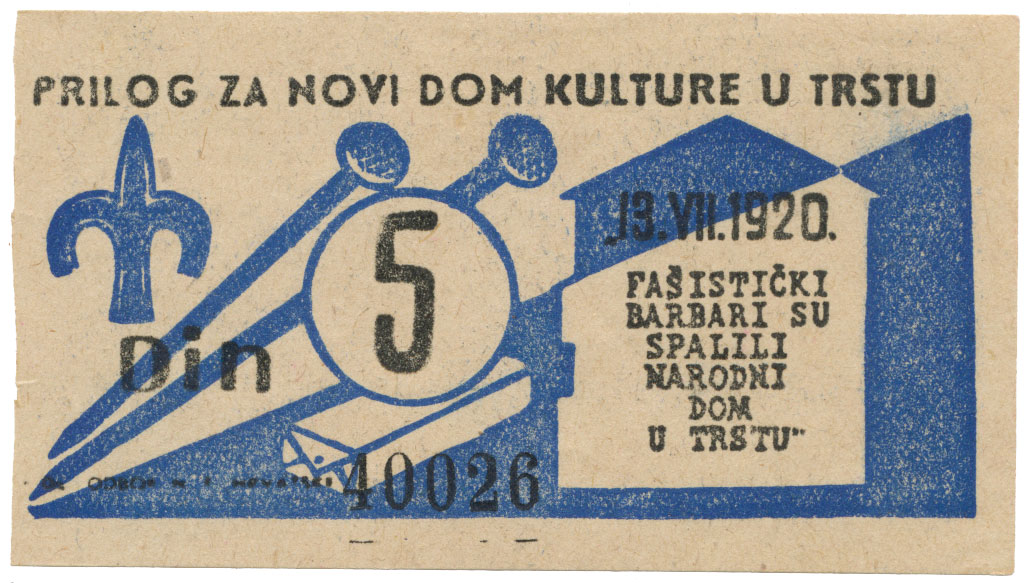 PRILOG ZA NOVI DOM KULTURE U TRSTU
5
Din
„13.VII.1920.
FAŠISTIČKI
BARBARI SU
SPALILI
NARODNI
DOM
U TRSTU"
40026